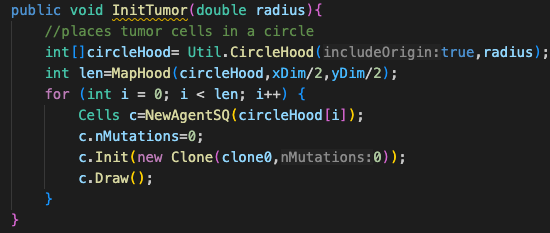 public void InitTumor(double radius){
//places tumor cells in a circle
int[]circleHood= Util.CircleHood(includeOrigin:true,radius);
int len=MapHood(circleHood,xDim/2,yDim/2);
for (int i = 0; i < len; i++) {
Cells c=NewAgentSQ(circleHood[i]);
c.nMutations=0;
c.Init(new Clone(clone0,nMutations:0));
c.Draw();
}
}